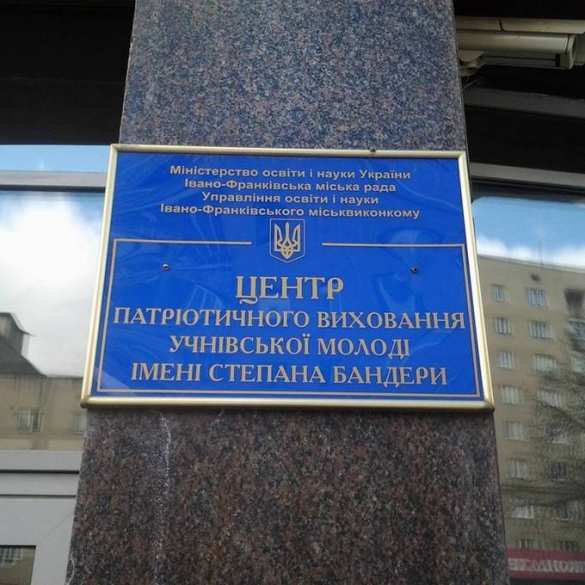 Міністерство освіти і науки України
Івано-Франківська міська рада
Управління освіти і науки
Івано-Франківського міськвиконкому
ЦЕНТР
ПАТРІОТИЧНОГО ВИХОВАННЯ
УЧНІВСЬКОЇ МОЛОДІ
ІМЕНІ СТЕПАНА БАНДЕРИ